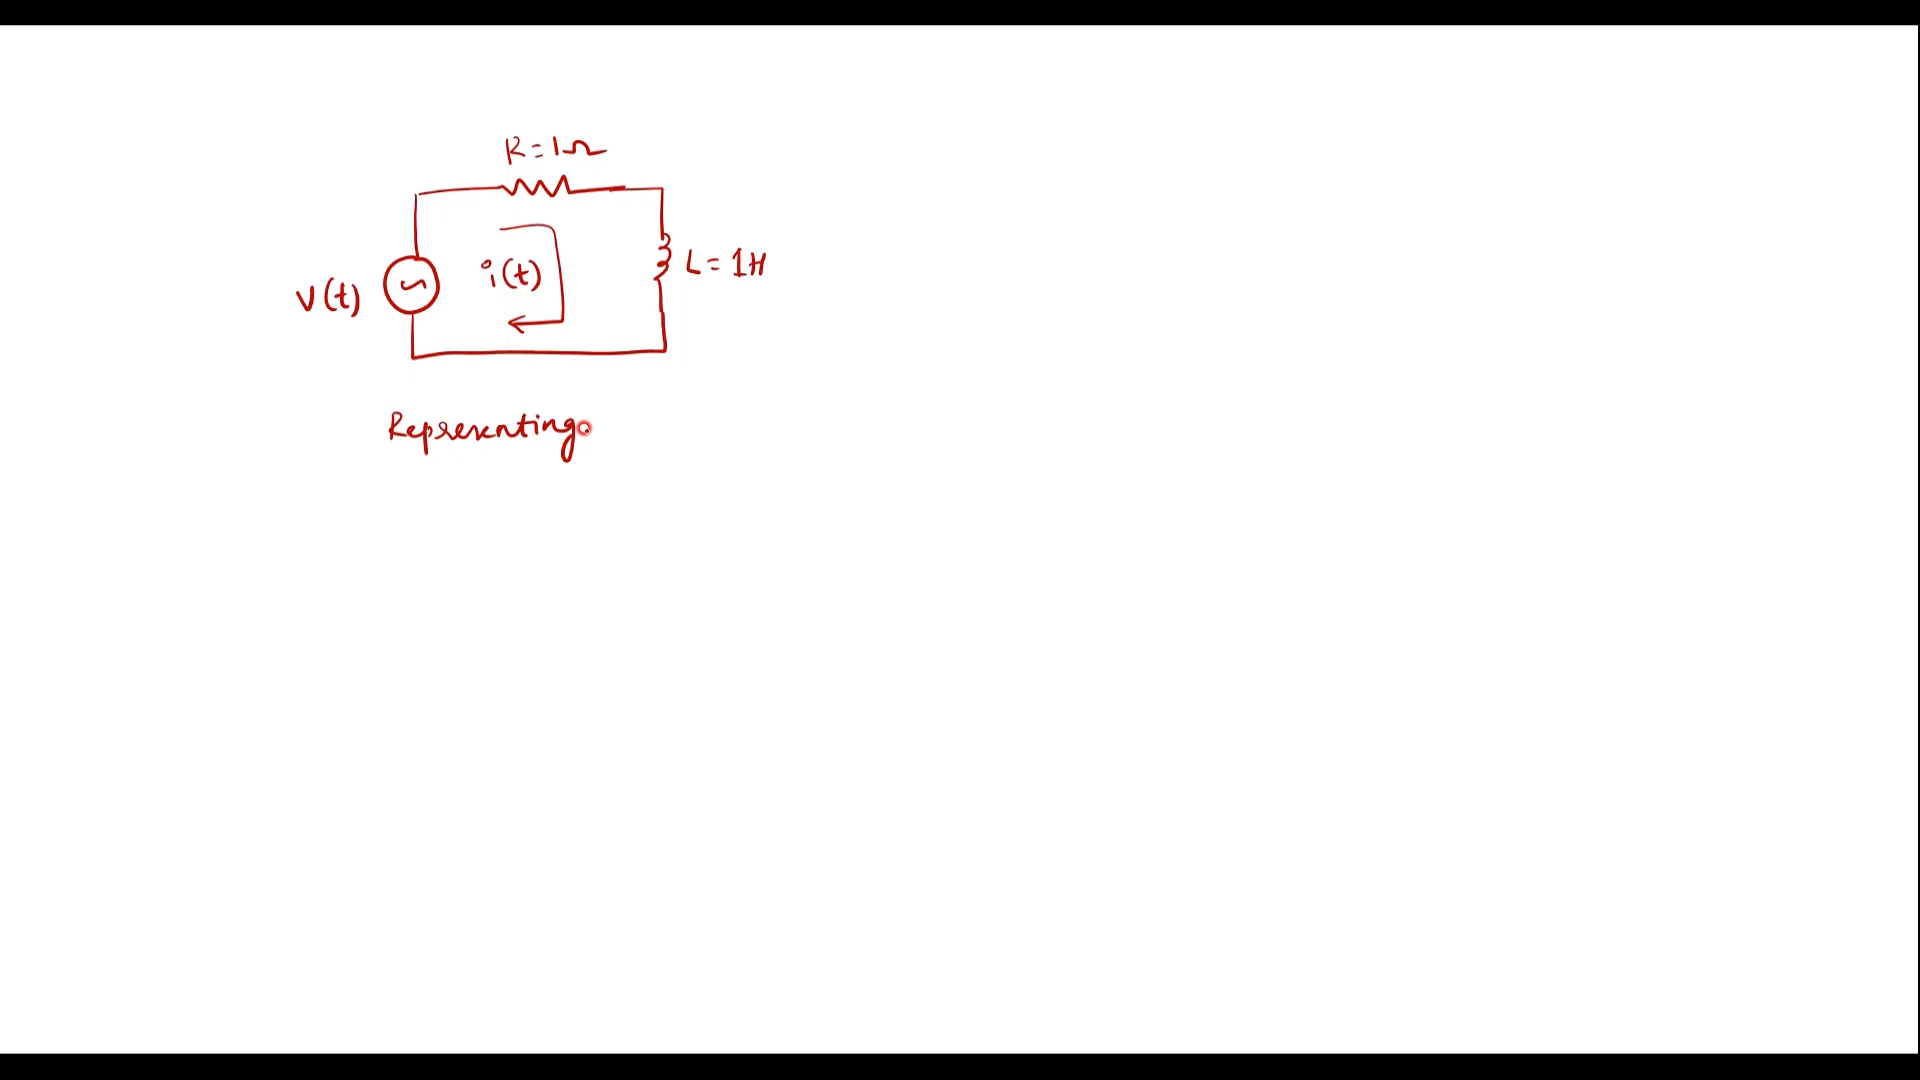 R=1Ω
i(t)
L=1H
V(t)
Representing